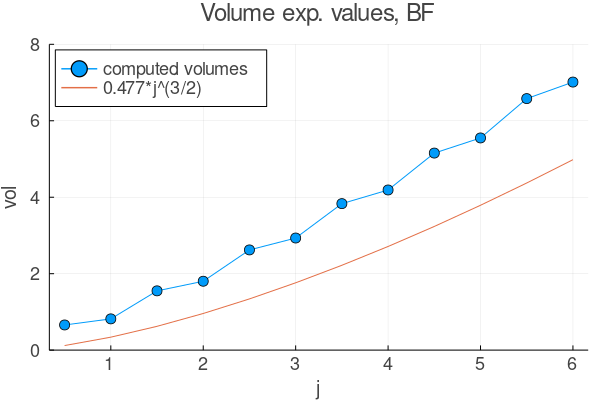 Volume exp. values, BF
computed volumes
0.477*j^(3/2)
8
6
4
2
0
vol
1
2
3
4
5
6
j